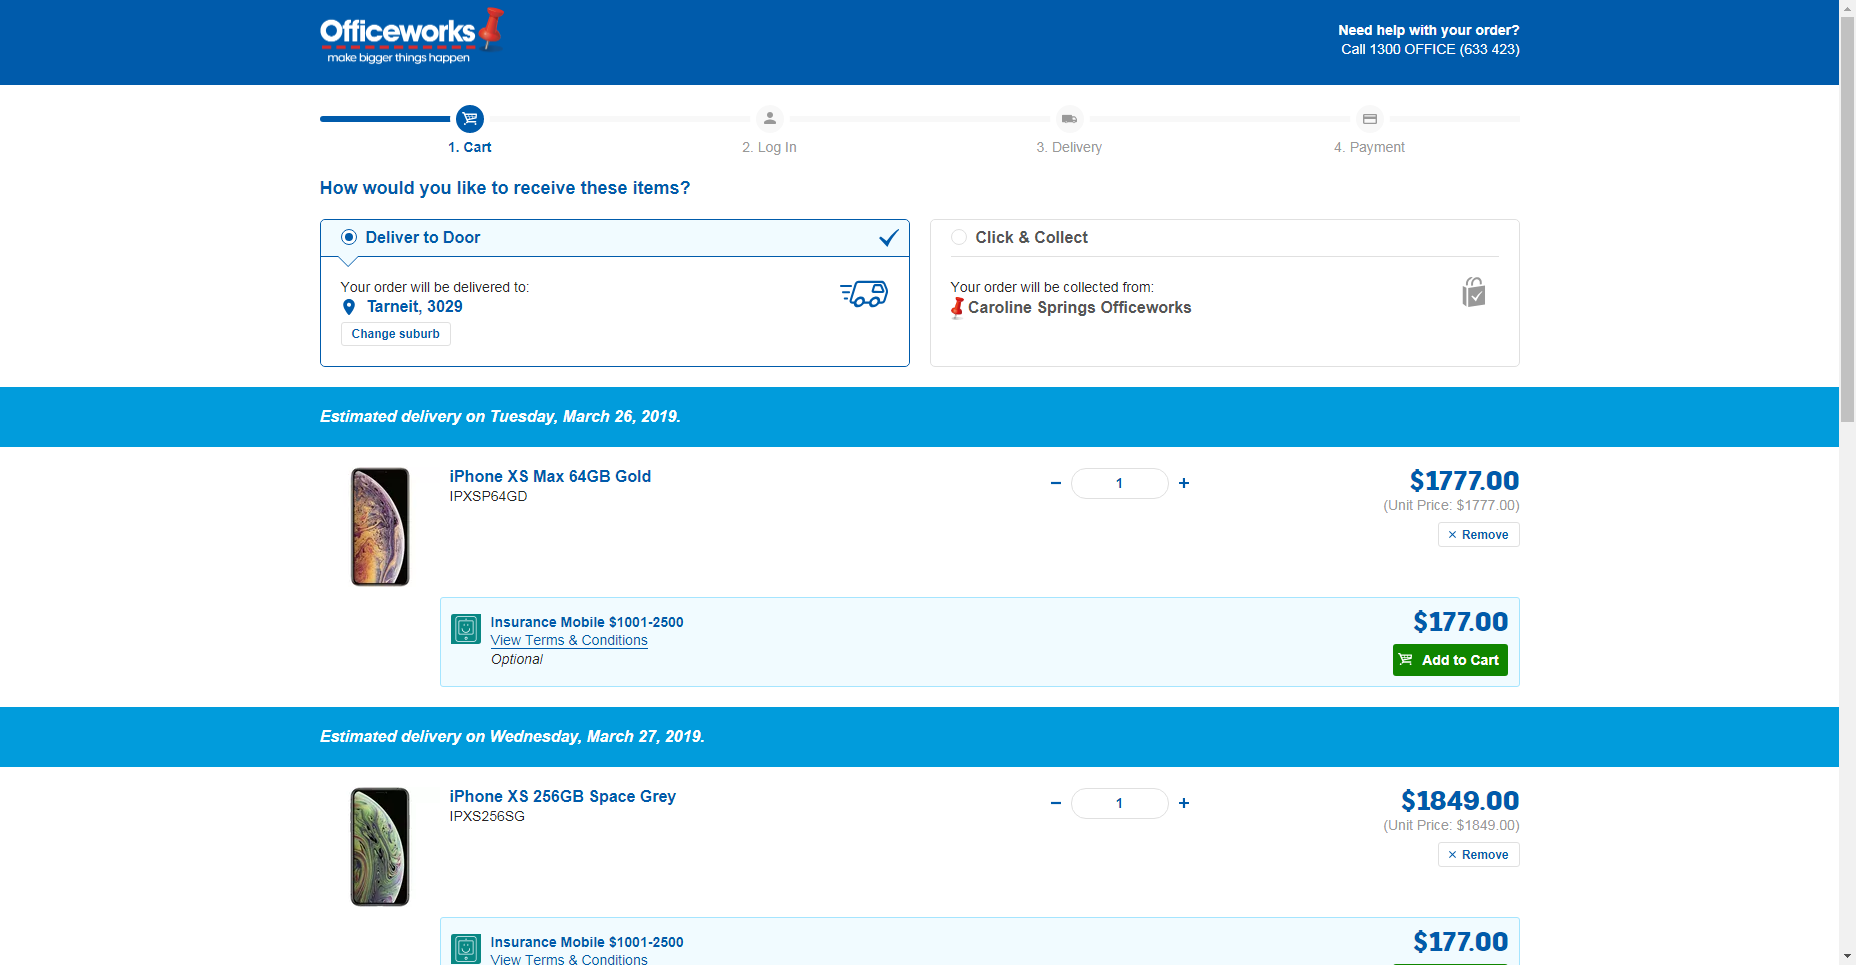 Officeworks
make bigger things happen
Need help with your order?
Call 1300 OFFICE (633 423)
1. Cart
2. Log In
3. Delivery
4. Payment
How would you like to receive these items?
Deliver to Door
Your order will be delivered to:
Tarneit, 3029
Change suburb
Click & Collect
Your order will be collected from:
Caroline Springs Officeworks
Estimated delivery on Tuesday, March 26, 2019.
iPhone XS Max 64GB Gold
IPXSP64GD
1
$1777.00
(Unit Price: $1777.00)
Remove
Insurance Mobile $1001-2500
View Terms & Conditions
Optional
$177.00
Add to Cart
Estimated delivery on Wednesday, March 27, 2019.
iPhone XS 256GB Space Grey
IPXS256SG
1
$1849.00
(Unit Price: $1849.00)
Remove
Insurance Mobile $1001-2500
View Terms & Conditions
$177.00